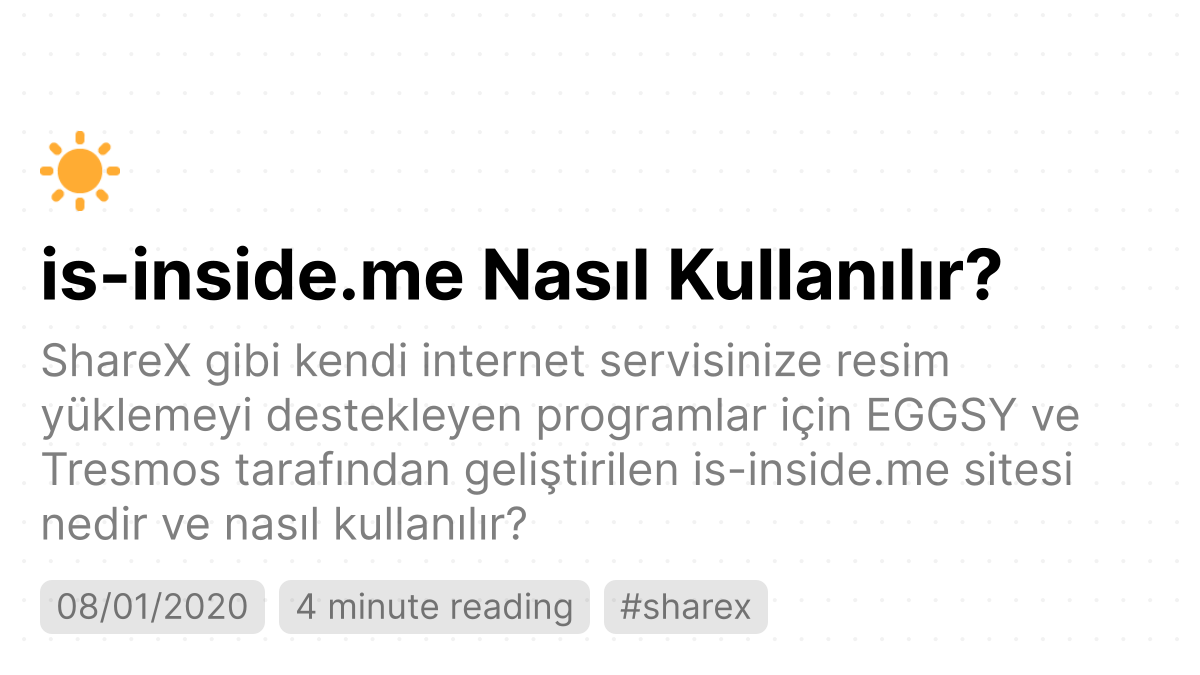 is-inside.me Nasıl Kullanılır?
ShareX gibi kendi internet servisinize resim
yüklemeyi destekleyen programlar için EGGSY ve
Tresmos tarafından geliştirilen is-inside.me sitesi
nedir ve nasıl kullanılır?
08/01/2020 4 minute reading #sharex